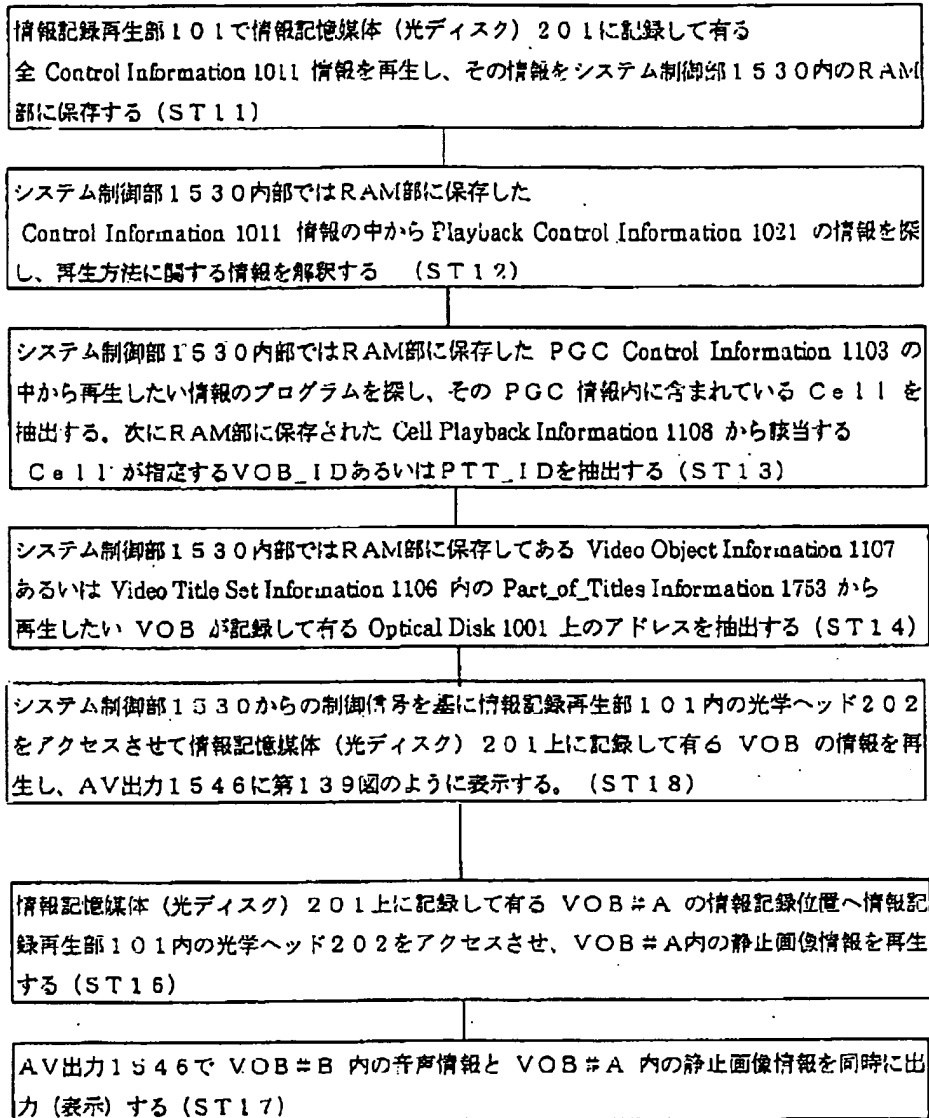 情報記録再生部101で情報記憶媒体（光ディスク）201に記録して有る
全 Control Information 1011 情報を再生し、その情報をシステム制御部1530内のRAM
部に保存する（ST11）
システム制御部1530内部ではRAM部に保存した
Control Information 1011 情報の中から Playback Control Information 1021 の情報を探
し、再生方法に関する情報を解釈する （ST12）
システム制御部1530内部ではRAM部に保存した PGC Control Information 1103 の
中から再生したい情報のプログラムを探し、その PGC 情報内に含まれている Cell を
抽出する。次にRAM部に保存された Cell Playback Information 1108 から該当する
Cell が指定するVOB_IDあるいはPTT_IDを抽出する（ST13）
システム制御部1530内部ではRAM部に保存してある Video Object Information 1107
あるいは Video Title Set Information 1106 内の Part_of_Titles Information 1753 から
再生したい VOB が記録して有る Optical Disk 1001 上のアドレスを抽出する（ST14）
システム制御部1530からの制御信号を基に情報記録再生部101内の光学ヘッド202
をアクセスさせて情報記憶媒体（光ディスク）201上に記録して有る VOB の情報を再
生し、AV出力1546に第139図のように表示する。（ST18）
情報記憶媒体（光ディスク）201上に記録して有る VOB#A の情報記録位置へ情報記
録再生部101内の光学ヘッド202をアクセスさせ、VOB#A内の静止画像情報を再生
する（ST16）
AV出力1546で VOB#B 内の音声情報と VOB#A 内の静止画像情報を同時に出
力（表示）する（ST17）